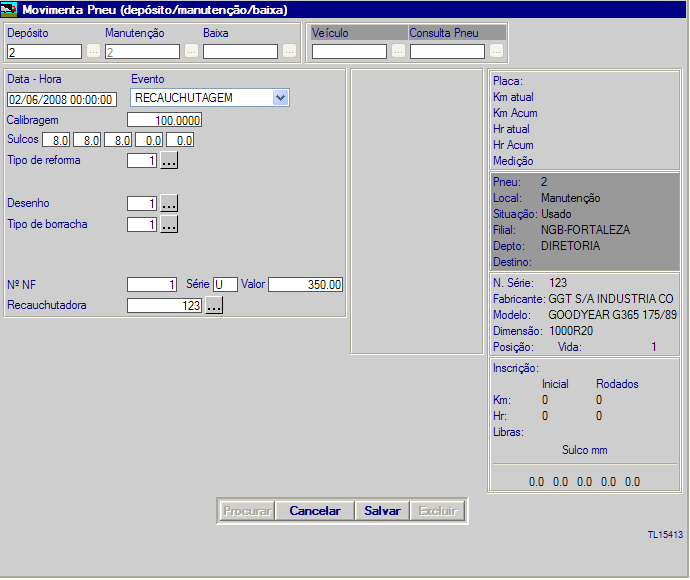 Movimenta Pneu (depósito/manutenção/baixa)
Depósito Manutenção Baixa Veículo Consulta Pneu
2 ... 2 ... ... ... ...
Data - Hora Evento
02/06/2008 00:00:00 RECAUCHUTAGEM
Calibragem 100.0000
Sulcos 8.0 8.0 8.0 0.0 0.0
Tipo de reforma 1 ...
Desenho 1 ...
Tipo de borracha 1 ...
Nº NF 1 Série U Valor 350.00
Recauchutadora 123 ...
Placa:
Km atual
Km Acum
Hr atual
Hr Acum
Medição
Pneu: 2
Local: Manutenção
Situação: Usado
Filial: NGB-FORTALEZA
Depto: DIRETORIA
Destino:
N. Série: 123
Fabricante: GGT S/A INDUSTRIA CO
Modelo: GOODYEAR G365 175/89
Dimensão: 1000R20
Posição: Vida: 1
Inscrição:
Inicial Rodados
Km: 0 0
Hr: 0 0
Libras:
Sulco mm
0.0 0.0 0.0 0.0 0.0
Procurar Cancelar Salvar Excluir
TL15413